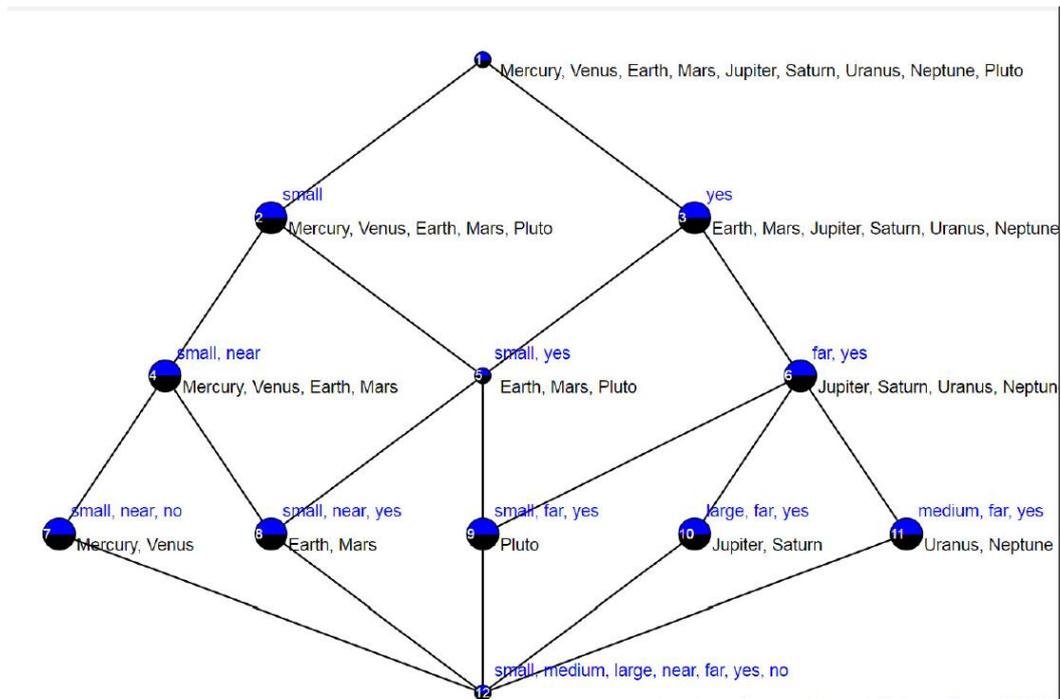 1
Mercury, Venus, Earth, Mars, Jupiter, Saturn, Uranus, Neptune, Pluto
small
2
Mercury, Venus, Earth, Mars, Pluto
yes
3
Earth, Mars, Jupiter, Saturn, Uranus, Neptune
small, near
4
Mercury, Venus, Earth, Mars
small, yes
5
Earth, Mars, Pluto
far, yes
6
Jupiter, Saturn, Uranus, Neptun
small, near, no
7
Mercury, Venus
small, near, yes
8
Earth, Mars
small, far, yes
9
Pluto
large, far, yes
10
Jupiter, Saturn
medium, far, yes
11
Uranus, Neptune
small, medium, large, near, far, yes, no
12